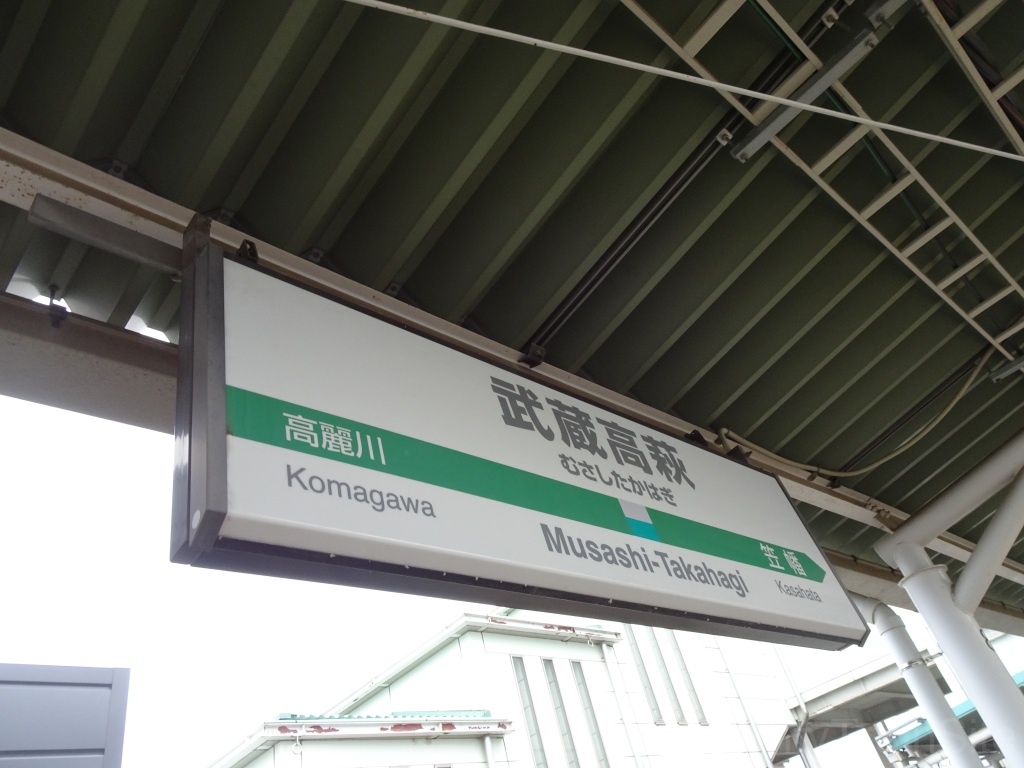 武蔵高萩
むさしたかはぎ
高麗川
笠幡
Komagawa
Musashi-Takahagi
Kasahata